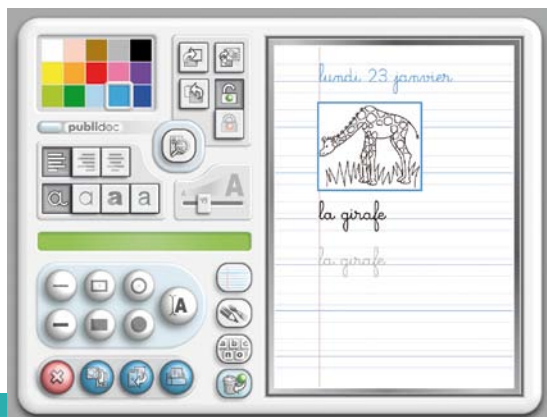 publidoc
a a a a
A
A
lundi 23 janvier
la girafe
la girafe
a b c
n o